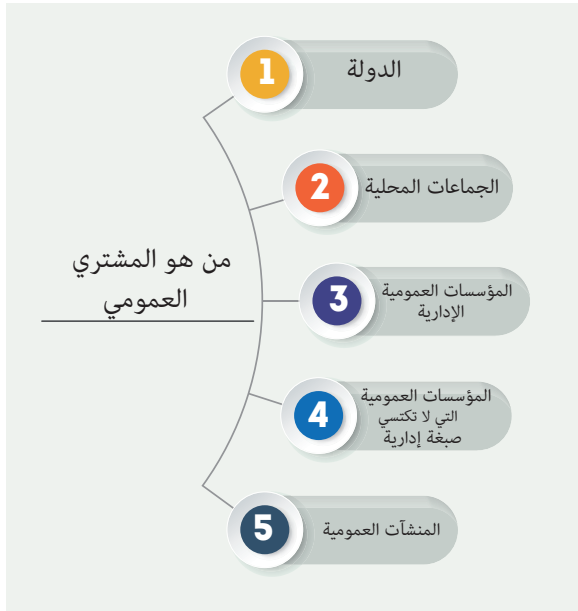 من هو المشتري
العمومي
1
الدولة
2
الجماعات المحلية
3
المؤسسات العمومية
الإدارية
4
المؤسسات العمومية
التي لا تكتسي
صبغة إدارية
5
المنشآت العمومية